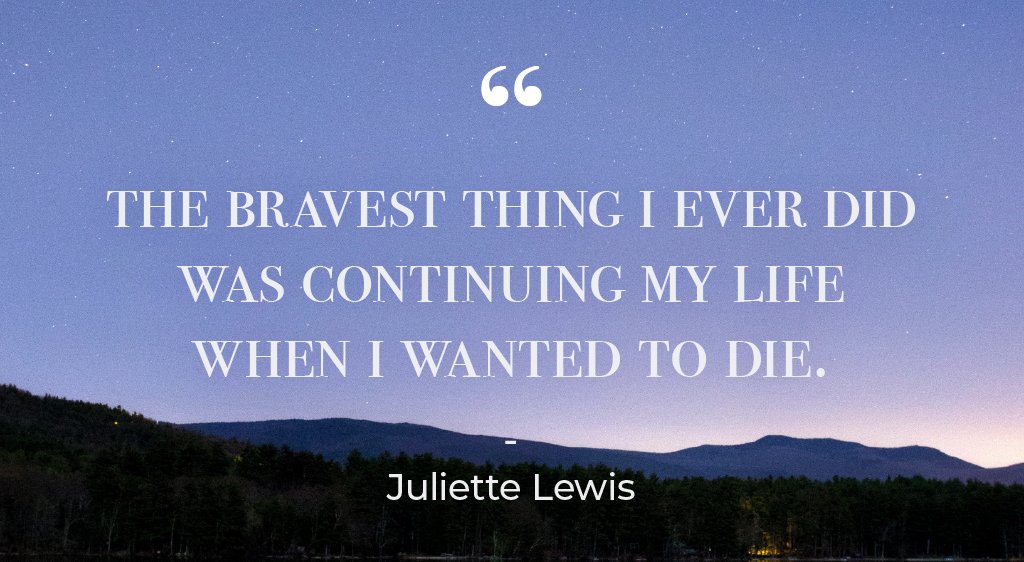 “
THE BRAVEST THING I EVER DID
WAS CONTINUING MY LIFE
WHEN I WANTED TO DIE.
-
Juliette Lewis